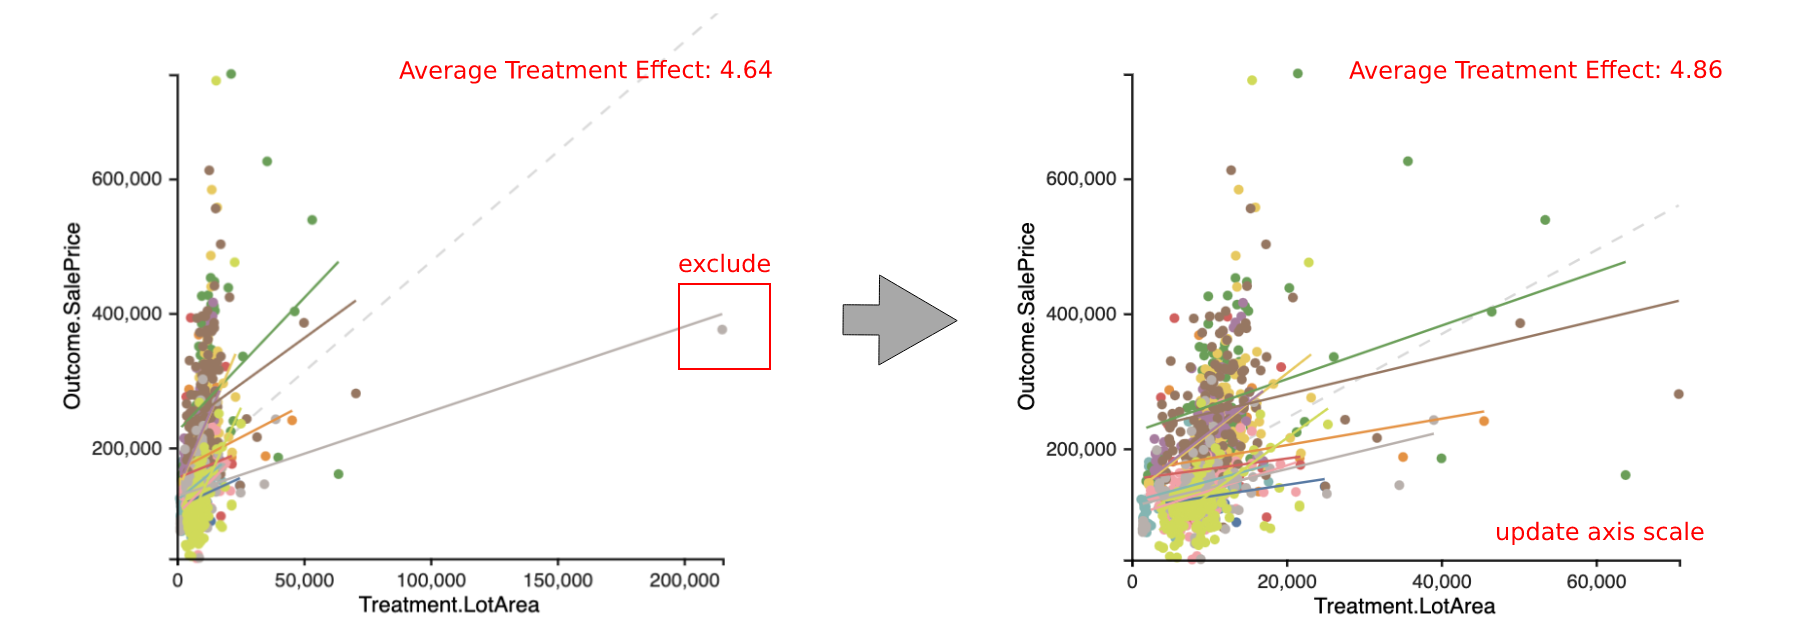 Average Treatment Effect: 4.64
600,000
400,000
200,000
Outcome.SalePrice
exclude
0
50,000
100,000
150,000
200,000
Treatment.LotArea
Average Treatment Effect: 4.86
600,000
400,000
200,000
Outcome.SalePrice
update axis scale
0
20,000
40,000
60,000
Treatment.LotArea